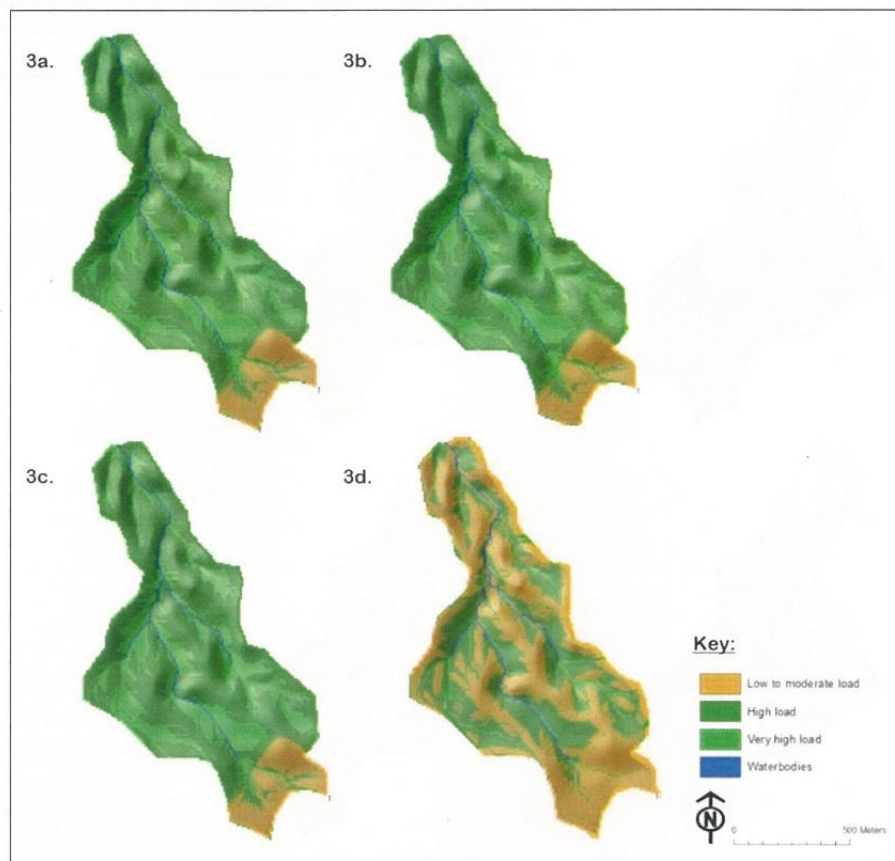 3a.
3b.
3c.
3d.
Key:
Low to moderate load
High load
Very high load
Waterbodies
N
0
500 Meters